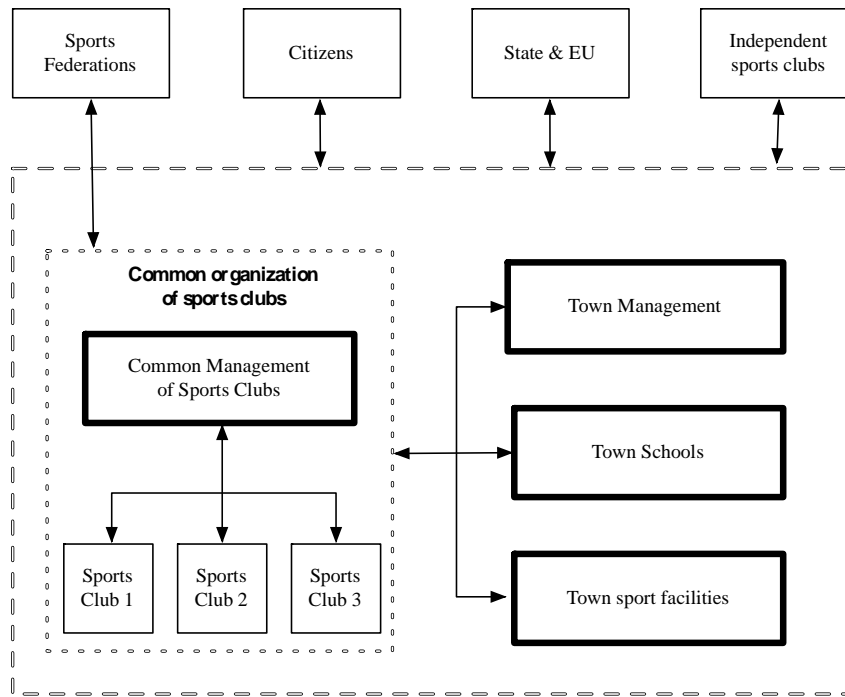 Sports
Federations
Citizens
State & EU
Independent
sports clubs
Common organization
of sports clubs
Common Management
of Sports Clubs
Sports
Club 1
Sports
Club 2
Sports
Club 3
Town Management
Town Schools
Town sport facilities